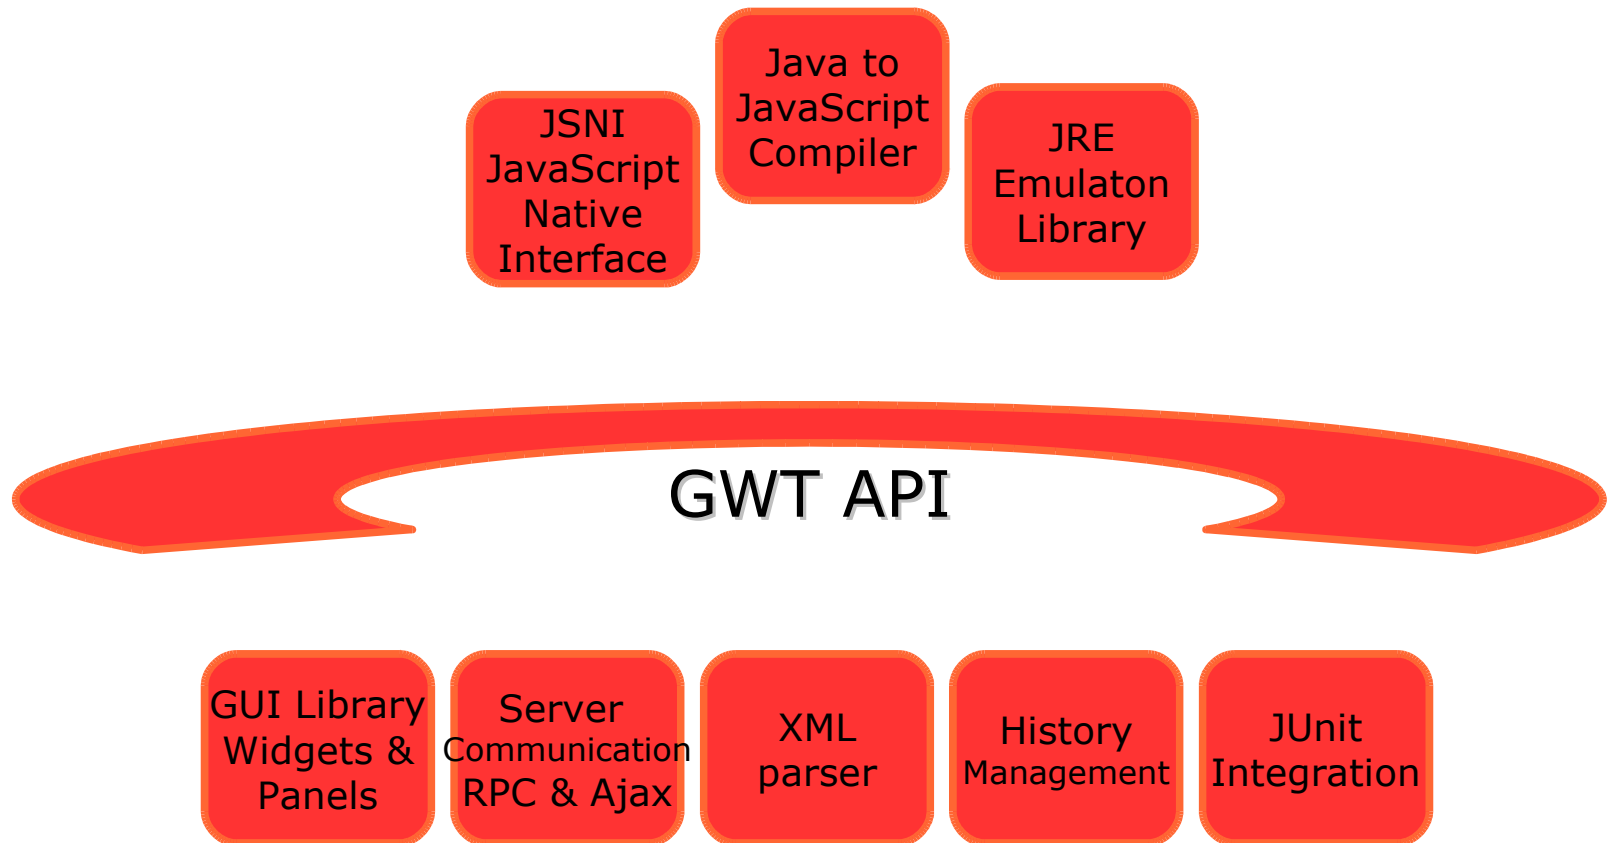 JSNI
JavaScript
Native
Interface
Java to
JavaScript
Compiler
JRE
Emulaton
Library
GWT API
GUI Library
Widgets &
Panels
Server
Communication
RPC & Ajax
XML
parser
History
Management
JUnit
Integration